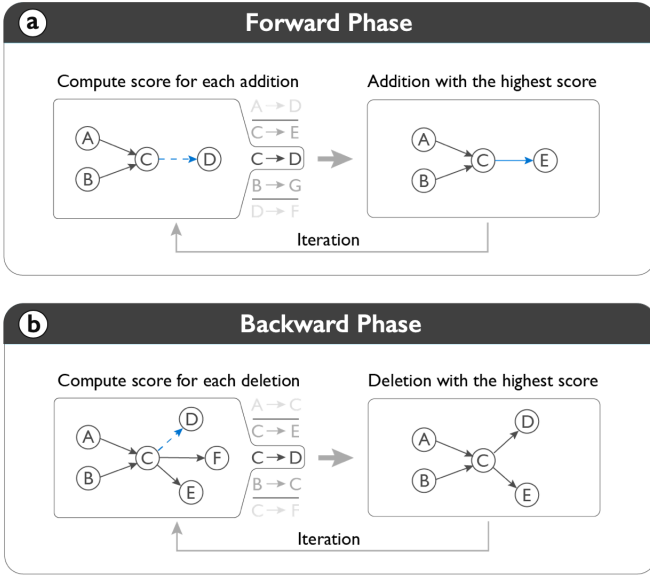 a Forward Phase
Compute score for each addition
Addition with the highest score
A → D
C → E
C → D
B → G
D → F
A
B
C
D
A
B
C
E
Iteration
b Backward Phase
Compute score for each deletion
Deletion with the highest score
A → C
C → E
C → D
B → C
C → F
A
B
C
D
F
E
A
B
C
D
E
Iteration